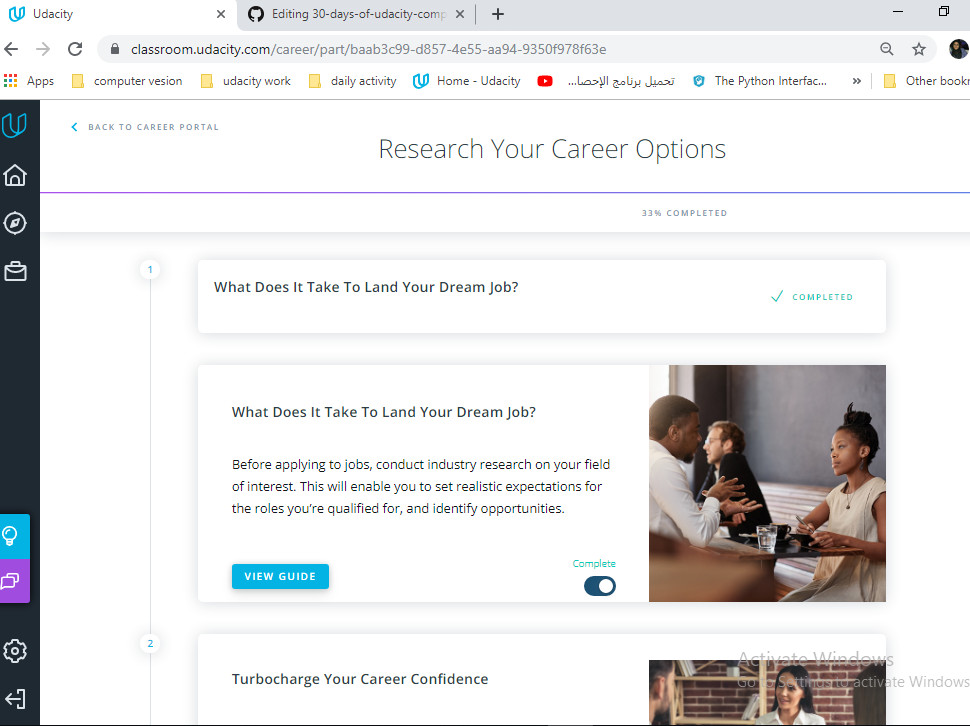 Udacity
Editing 30-days-of-udacity-comp
classroom.udacity.com/career/part/baab3c99-d857-4e55-aa94-9350f978f63e
Apps
computer vesion
udacity work
daily activity
Home - Udacity
تحميل برنامج الإحصا...
The Python Interfac...
»
Other bookr
BACK TO CAREER PORTAL
Research Your Career Options
33% COMPLETED
1
What Does It Take To Land Your Dream Job?
COMPLETED
What Does It Take To Land Your Dream Job?
Before applying to jobs, conduct industry research on your field
of interest. This will enable you to set realistic expectations for
the roles you’re qualified for, and identify opportunities.
Complete
VIEW GUIDE
2
Turbocharge Your Career Confidence
Activate Windows
Go to Settings to activate Windows